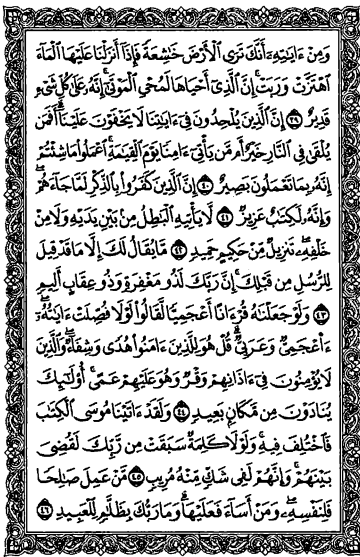 وَمِنْ ءَايَٰتِهِۦٓ أَنَّكَ تَرَى ٱلْأَرْضَ خَٰشِعَةً فَإِذَآ أَنزَلْنَا عَلَيْهَا ٱلْمَآءَ
ٱهْتَزَّتْ وَرَبَتْ ۚ إِنَّ ٱلَّذِىٓ أَحْيَاهَا لَمُحْىِ ٱلْمَوْتَىٰٓ ۚ إِنَّهُۥ عَلَىٰ كُلِّ شَىْءٍ
قَدِيرٌ ٣٩ إِنَّ ٱلَّذِينَ يُلْحِدُونَ فِىٓ ءَايَٰتِنَا لَا يَخْفَوْنَ عَلَيْنَآ ۗ أَفَمَن
يُلْقَىٰ فِى ٱلنَّارِ خَيْرٌ أَم مَّن يَأْتِىٓ ءَامِنًا يَوْمَ ٱلْقِيَٰمَةِ ۚ ٱعْمَلُوا۟ مَا شِئْتُمْ ۖ
إِنَّهُۥ بِمَا تَعْمَلُونَ بَصِيرٌ ٤٠ إِنَّ ٱلَّذِينَ كَفَرُوا۟ بِٱلذِّكْرِ لَمَّا جَآءَهُمْ ۖ
وَإِنَّهُۥ لَكِتَٰبٌ عَزِيزٌ ٤١ لَّا يَأْتِيهِ ٱلْبَٰطِلُ مِنۢ بَيْنِ يَدَيْهِ وَلَا مِنْ
خَلْفِهِۦ ۖ تَنزِيلٌ مِّنْ حَكِيمٍ حَمِيدٍ ٤٢ مَّا يُقَالُ لَكَ إِلَّا مَا قَدْ قِيلَ
لِلرُّسُلِ مِن قَبْلِكَ ۚ إِنَّ رَبَّكَ لَذُو مَغْفِرَةٍ وَذُو عِقَابٍ أَلِيمٍ
٤٣ وَلَوْ جَعَلْنَٰهُ قُرْءَانًا أَعْجَمِيًّا لَّقَالُوا۟ لَوْلَا فُصِّلَتْ ءَايَٰتُهُۥٓ ۖ
ءَا۬عْجَمِىٌّ وَعَرَبِىٌّ ۗ قُلْ هُوَ لِلَّذِينَ ءَامَنُوا۟ هُدًى وَشِفَآءٌ ۖ وَٱلَّذِينَ
لَا يُؤْمِنُونَ فِىٓ ءَاذَانِهِمْ وَقْرٌ وَهُوَ عَلَيْهِمْ عَمًى ۚ أُو۟لَٰٓئِكَ
يُنَادَوْنَ مِن مَّكَانٍۭ بَعِيدٍ ٤٤ وَلَقَدْ ءَاتَيْنَا مُوسَى ٱلْكِتَٰبَ
فَٱخْتُلِفَ فِيهِ ۗ وَلَوْلَا كَلِمَةٌ سَبَقَتْ مِن رَّبِّكَ لَقُضِىَ
بَيْنَهُمْ ۚ وَإِنَّهُمْ لَفِى شَكٍّ مِّنْهُ مُرِيبٍ ٤٥ مَّنْ عَمِلَ صَٰلِحًا
فَلِنَفْسِهِۦ ۖ وَمَنْ أَسَآءَ فَعَلَيْهَا ۗ وَمَا رَبُّكَ بِظَلَّٰمٍ لِّلْعَبِيدِ ٤٦